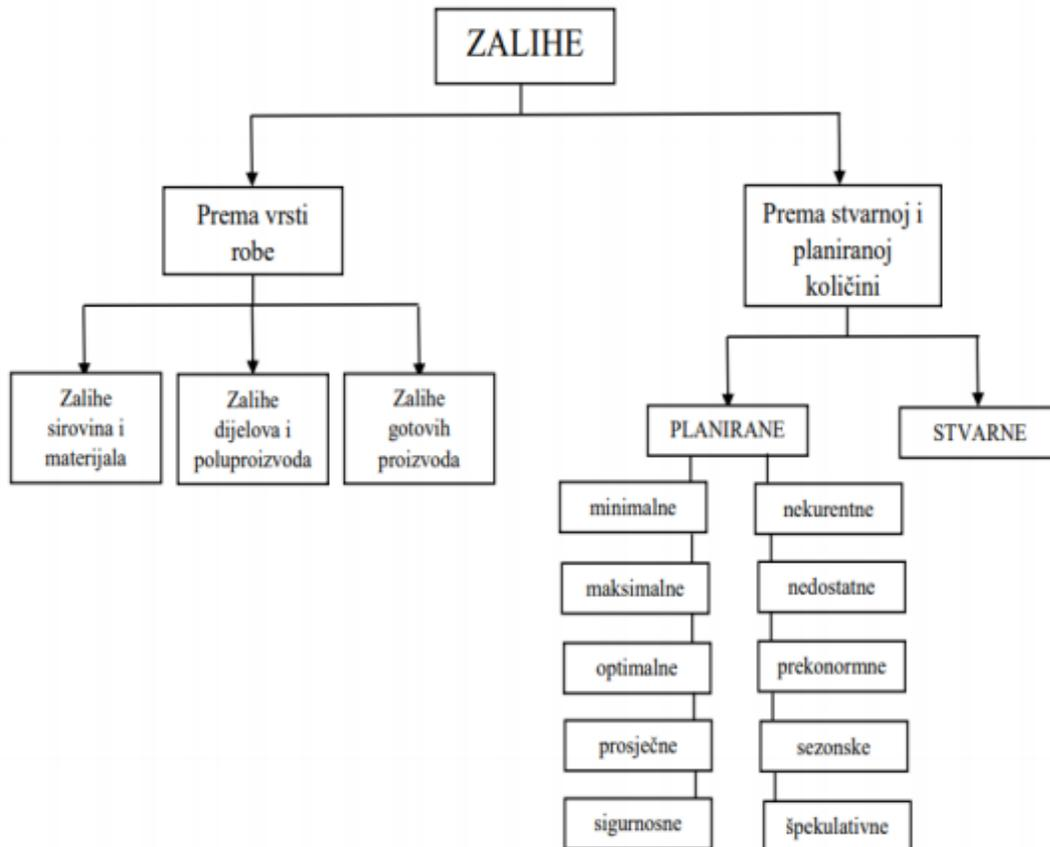 ZALIHE
Prema vrsti
robe
Prema stvarnoj i
planiranoj
količini
Zalihe
sirovina i
materijala
Zalihe
dijelova i
poluproizvoda
Zalihe
gotovih
proizvoda
PLANIRANE
STVARNE
minimalne
nekurentne
maksimalne
nedostatne
optimalne
prekonormne
prosječne
sezonske
sigurnosne
špekulativne